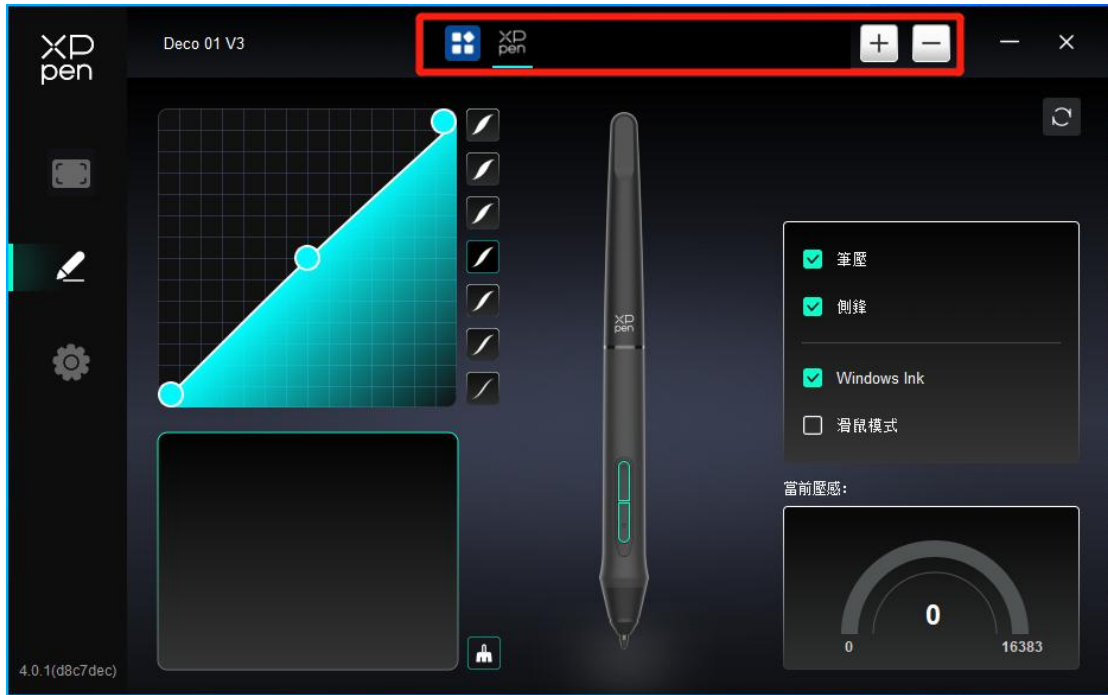 XP
pen
Deco 01 V3
XP
pen
筆壓
側鋒
Windows Ink
滑鼠模式
XP
pen
當前壓感:
0
0
16383
4.0.1(d8c7dec)